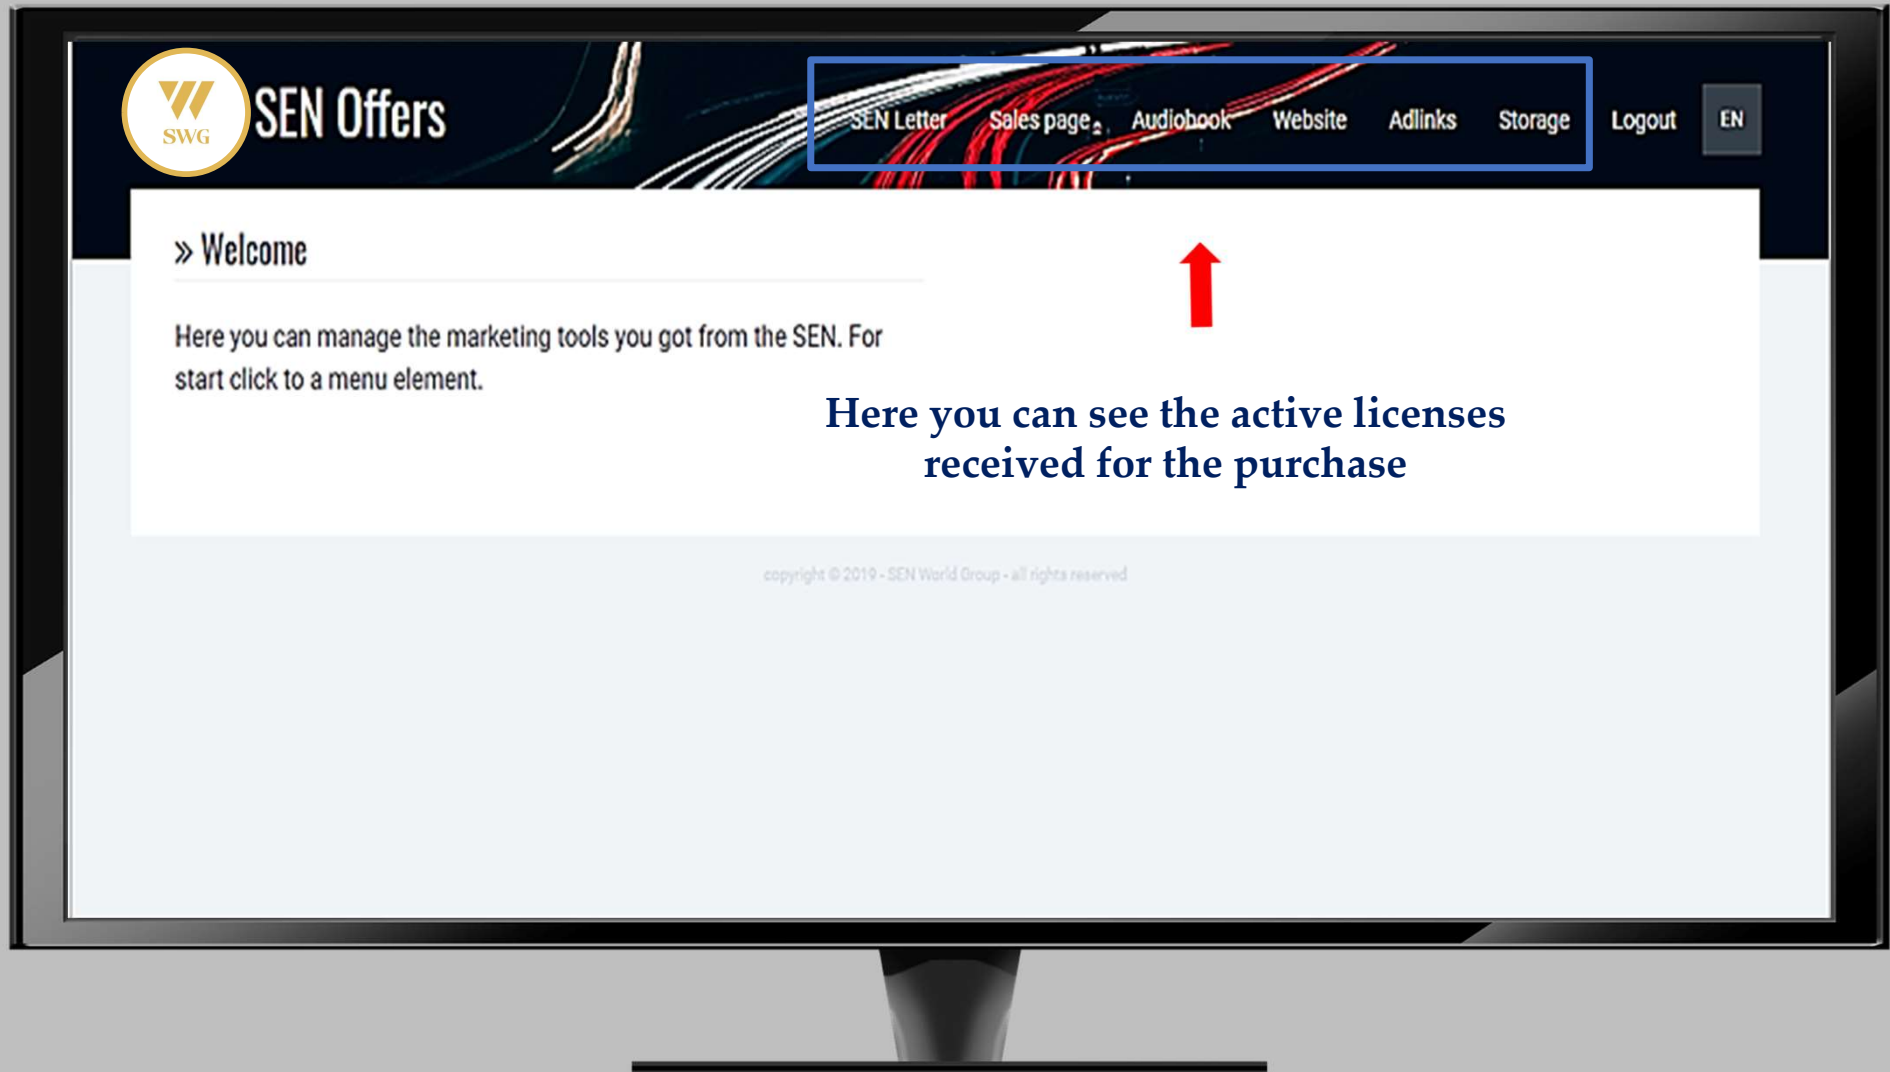 SWG
SEN Offers
SEN Letter Sales page Audiobook Website Adlinks Storage Logout EN
» Welcome
Here you can manage the marketing tools you got from the SEN. For
start click to a menu element.
Here you can see the active licenses
received for the purchase
copyright © 2019 - SEN World Group - all rights reserved